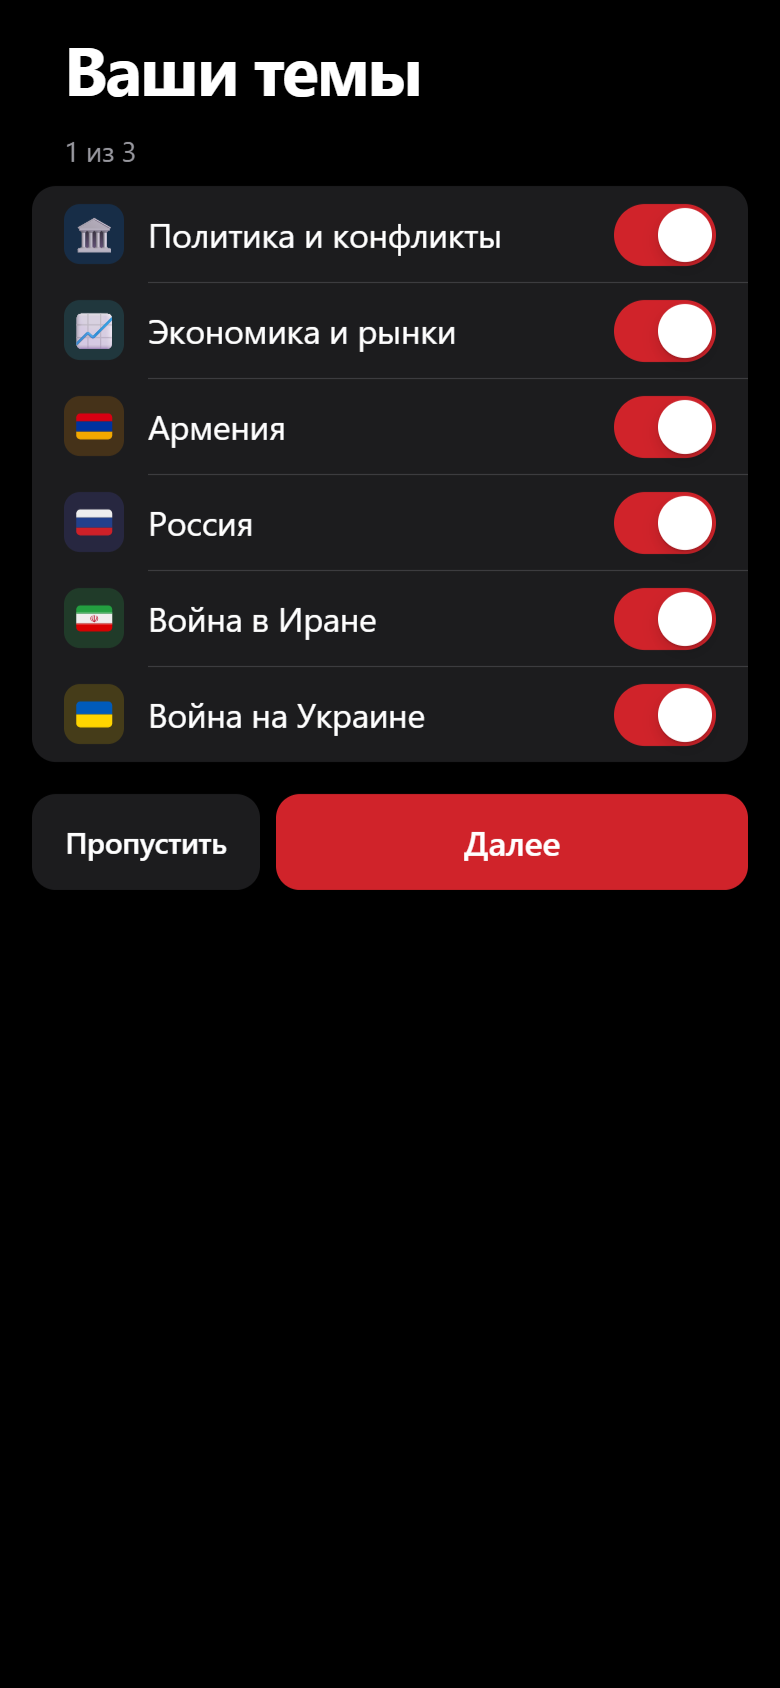 Ваши темы
1 из 3
Политика и конфликты
Экономика и рынки
Армения
Россия
Война в Иране
Война на Украине
Пропустить
Далее